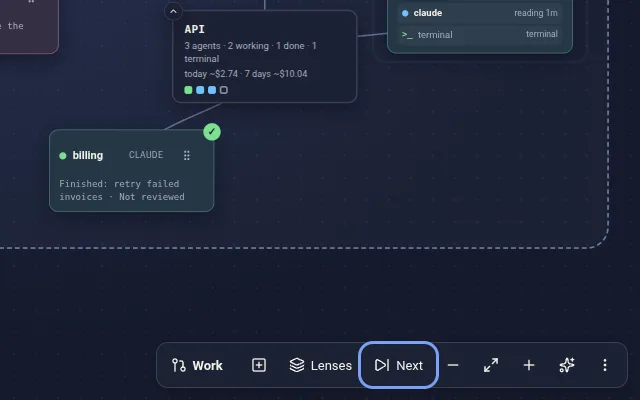 e the
claude reading 1m
>_ terminal terminal
API
3 agents · 2 working · 1 done · 1
terminal
today ~$2.74 · 7 days ~$10.04
billing CLAUDE
Finished: retry failed
invoices · Not reviewed
Work Lenses Next